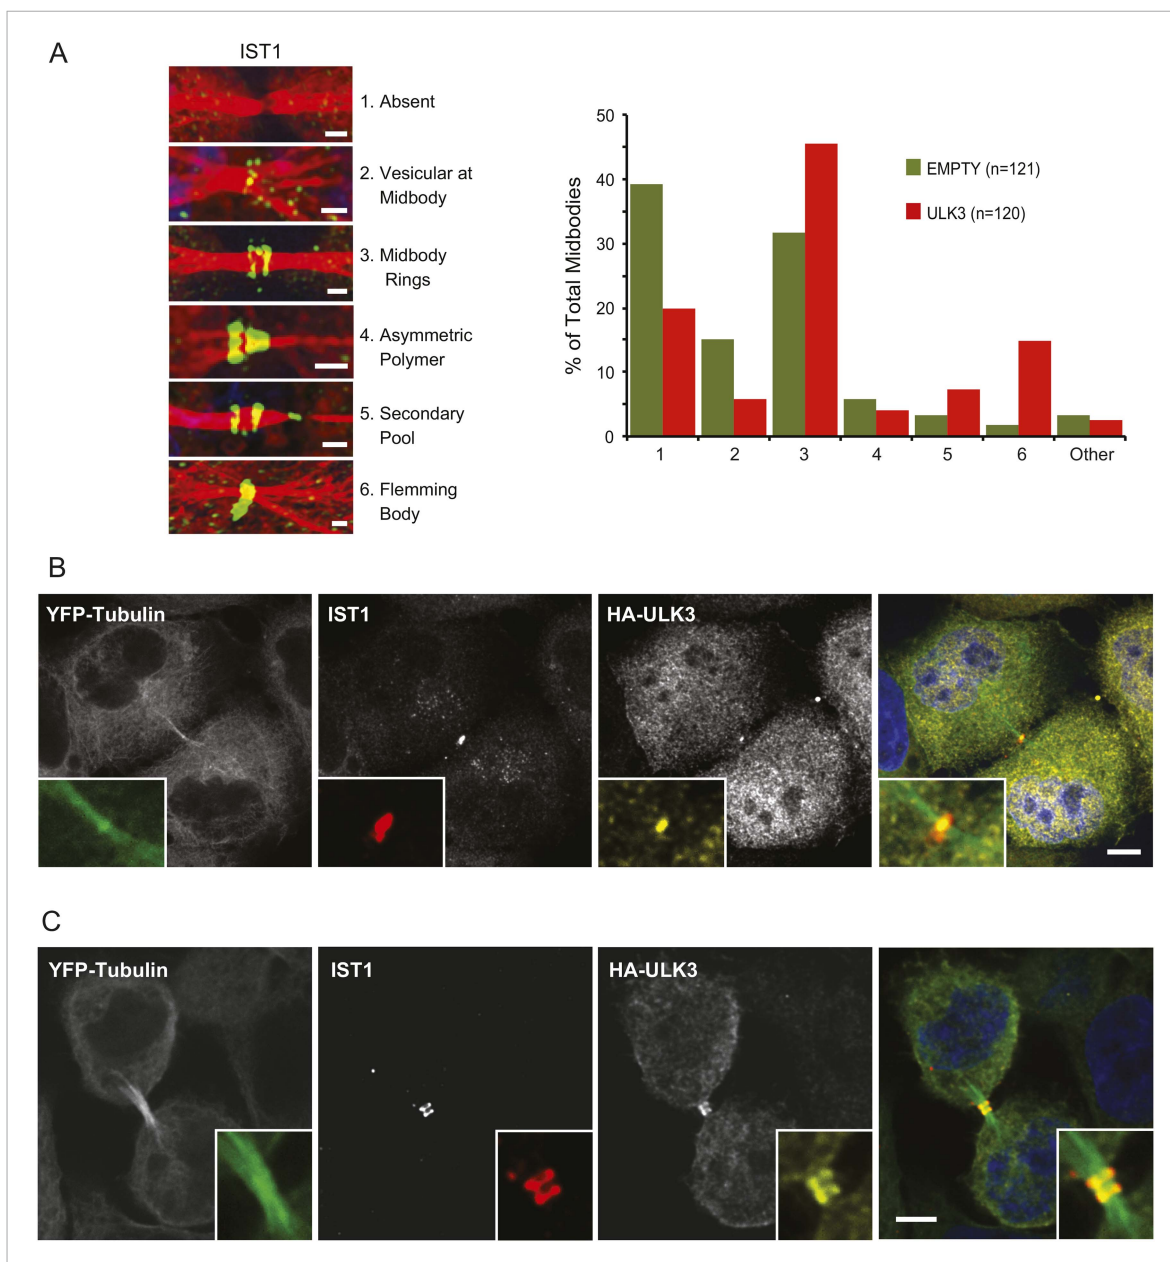 A
IST1
1. Absent
2. Vesicular at
Midbody
3. Midbody
Rings
4. Asymmetric
Polymer
5. Secondary
Pool
6. Flemming
Body
% of Total Midbodies
50
40
30
20
10
0
1 2 3 4 5 6 Other
EMPTY (n=121)
ULK3 (n=120)
B
YFP-Tubulin IST1 HA-ULK3
C
YFP-Tubulin IST1 HA-ULK3